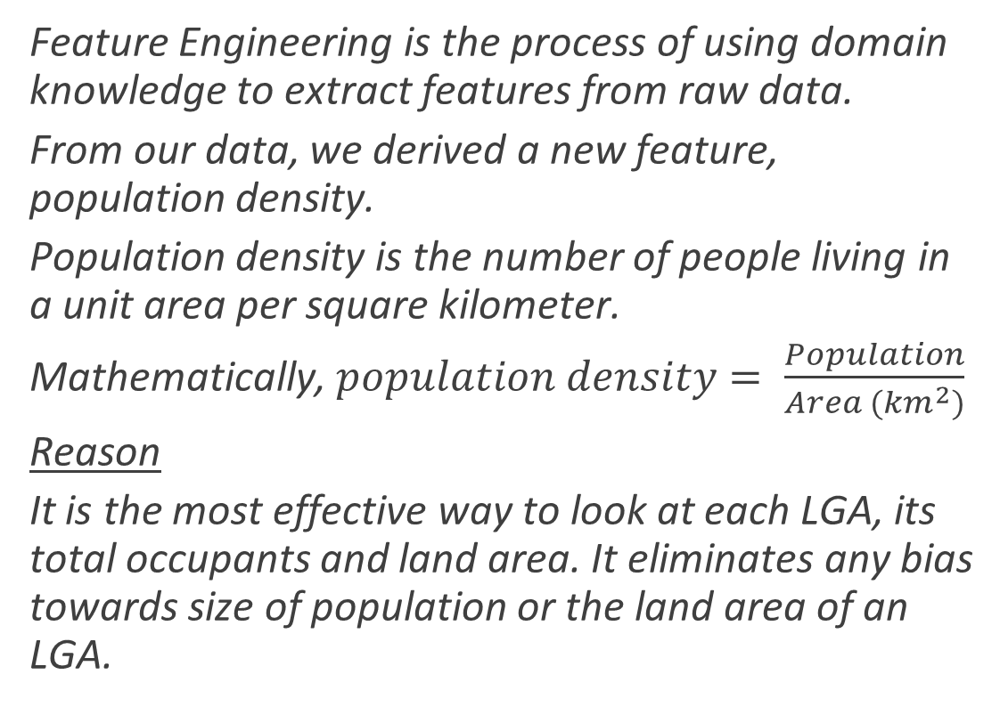 Feature Engineering is the process of using domain
knowledge to extract features from raw data.
From our data, we derived a new feature,
population density.
Population density is the number of people living in
a unit area per square kilometer.
Mathematically, population density = Population / Area (km²)
Reason
It is the most effective way to look at each LGA, its
total occupants and land area. It eliminates any bias
towards size of population or the land area of an
LGA.